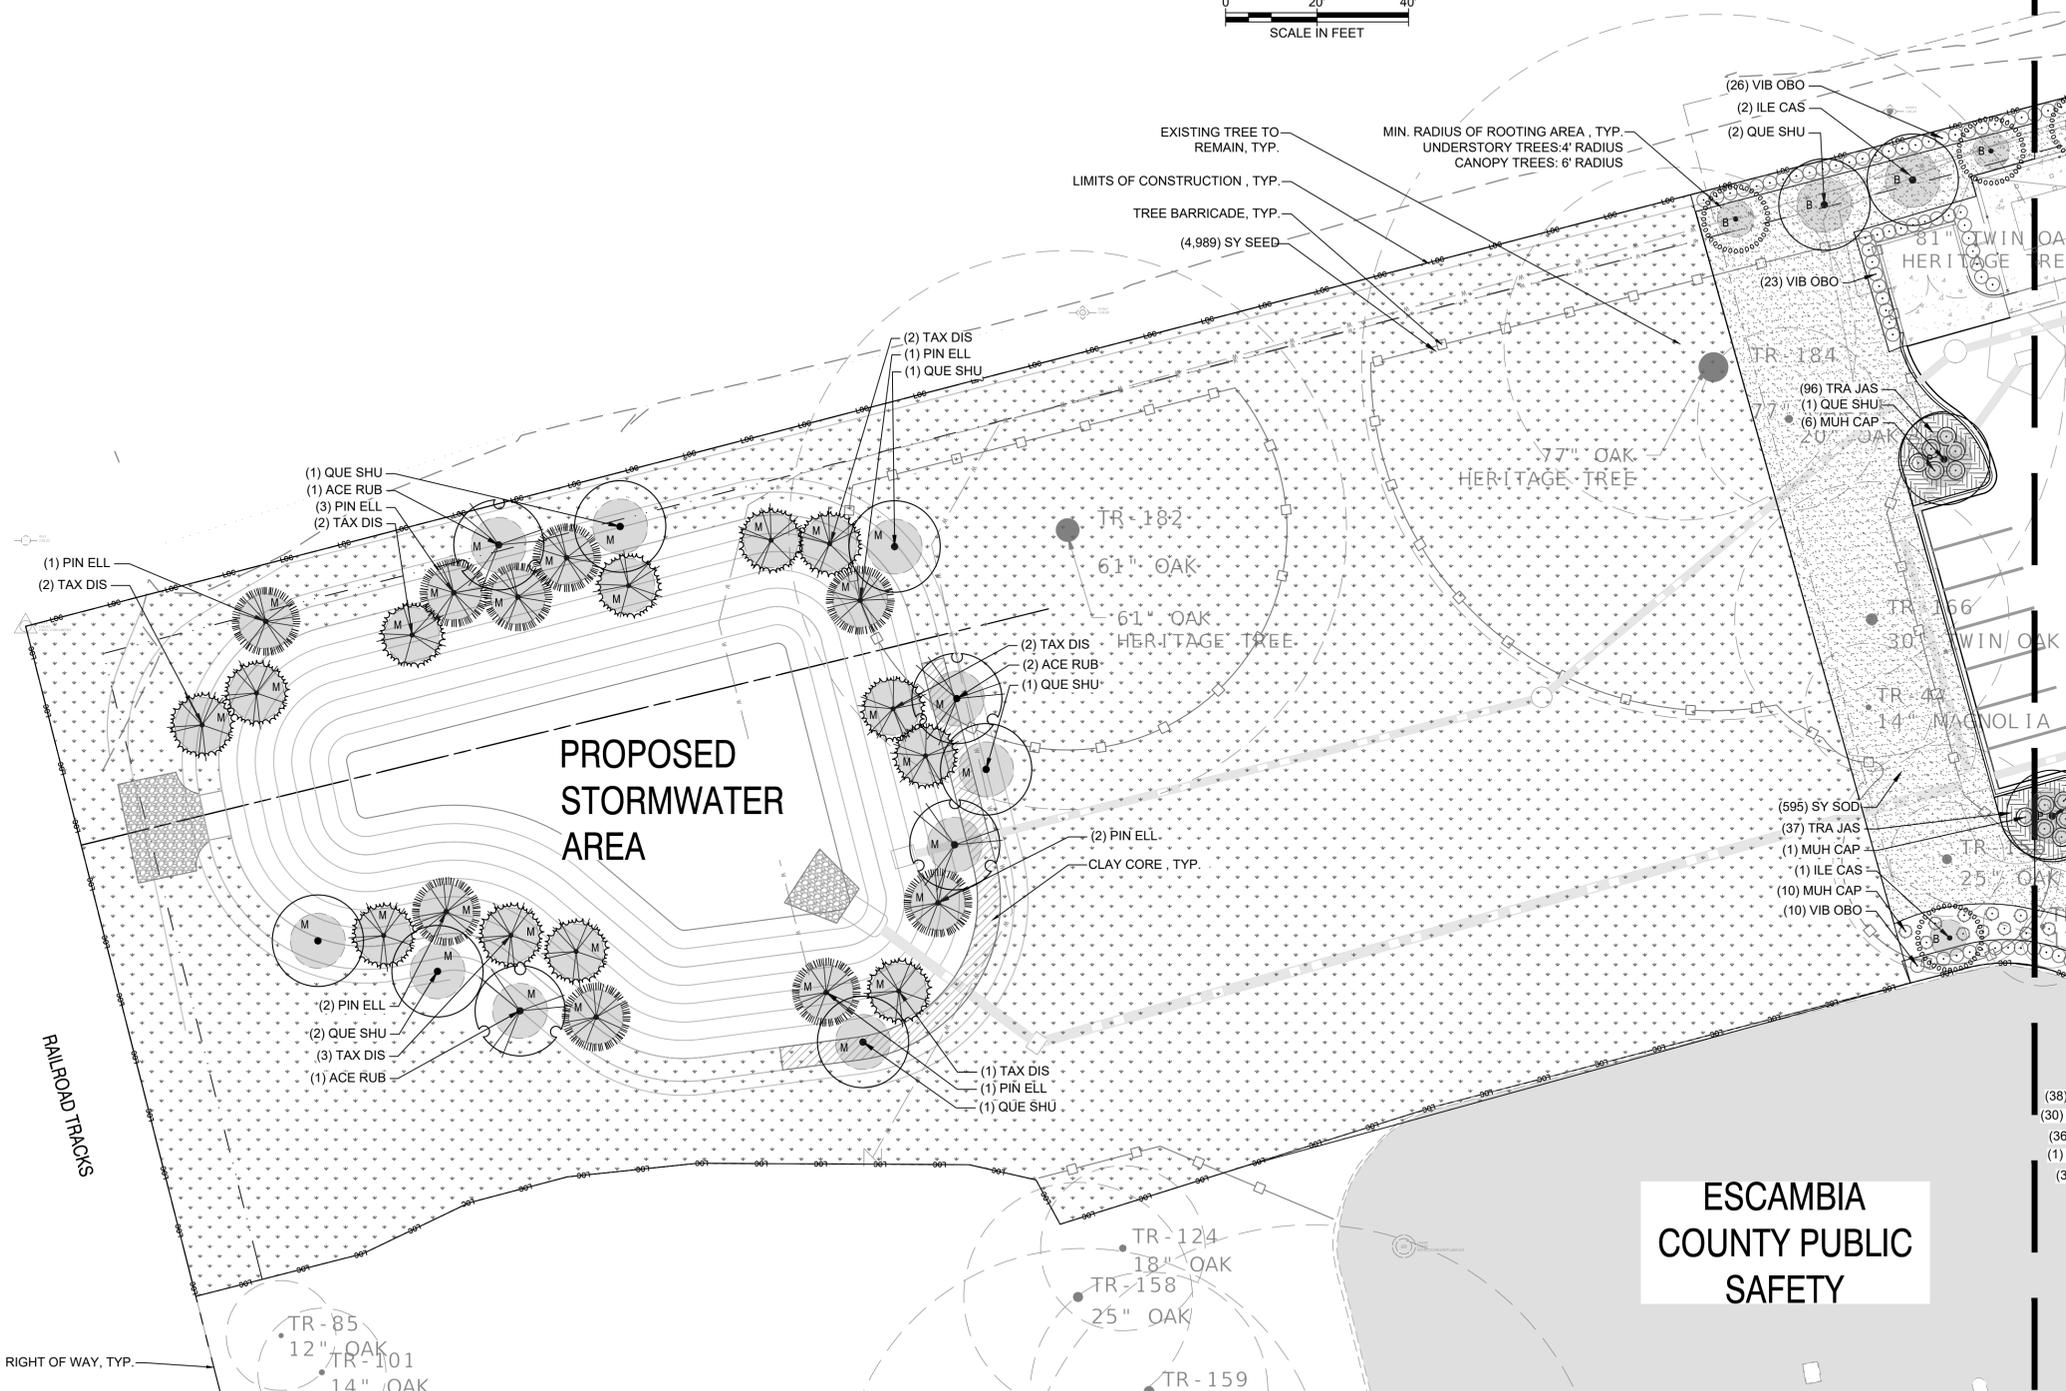 0 20' 40'
SCALE IN FEET
(26) VIB OBO
(2) ILE CAS
(2) QUE SHU
EXISTING TREE TO
REMAIN, TYP.
MIN. RADIUS OF ROOTING AREA , TYP.
UNDERSTORY TREES:4' RADIUS
CANOPY TREES: 6' RADIUS
LIMITS OF CONSTRUCTION , TYP.
TREE BARRICADE, TYP.
(4,989) SY SEED
81" TWIN OA
HERITAGE TRE
(23) VIB OBO
TR-184
77"
20" OAK
(96) TRA JAS
(1) QUE SHU
(6) MUH CAP
77" OAK
HERITAGE TREE
(2) TAX DIS
(1) PIN ELL
(1) QUE SHU
(1) QUE SHU
(1) ACE RUB
(3) PIN ELL
(2) TAX DIS
(1) PIN ELL
(2) TAX DIS
TR-182
61" OAK
61" OAK
HERITAGE TREE
(2) TAX DIS
(2) ACE RUB
(1) QUE SHU
TR-166
30" TWIN OAK
TR-44
14" MAGNOLIA
PROPOSED
STORMWATER
AREA
(2) PIN ELL
CLAY CORE , TYP.
(595) SY SOD
(37) TRA JAS
(1) MUH CAP
(1) ILE CAS
(10) MUH CAP
(10) VIB OBO
25" OAK
(2) PIN ELL
(2) QUE SHU
(3) TAX DIS
(1) ACE RUB
(1) TAX DIS
(1) PIN ELL
(1) QUE SHU
RAILROAD TRACKS
(38)
(30)
(36
(1)
(3
ESCAMBIA
COUNTY PUBLIC
SAFETY
TR-124
18" OAK
TR-158
25" OAK
TR-159
TR-85
12" OAK
TR-101
14" OAK
RIGHT OF WAY, TYP.